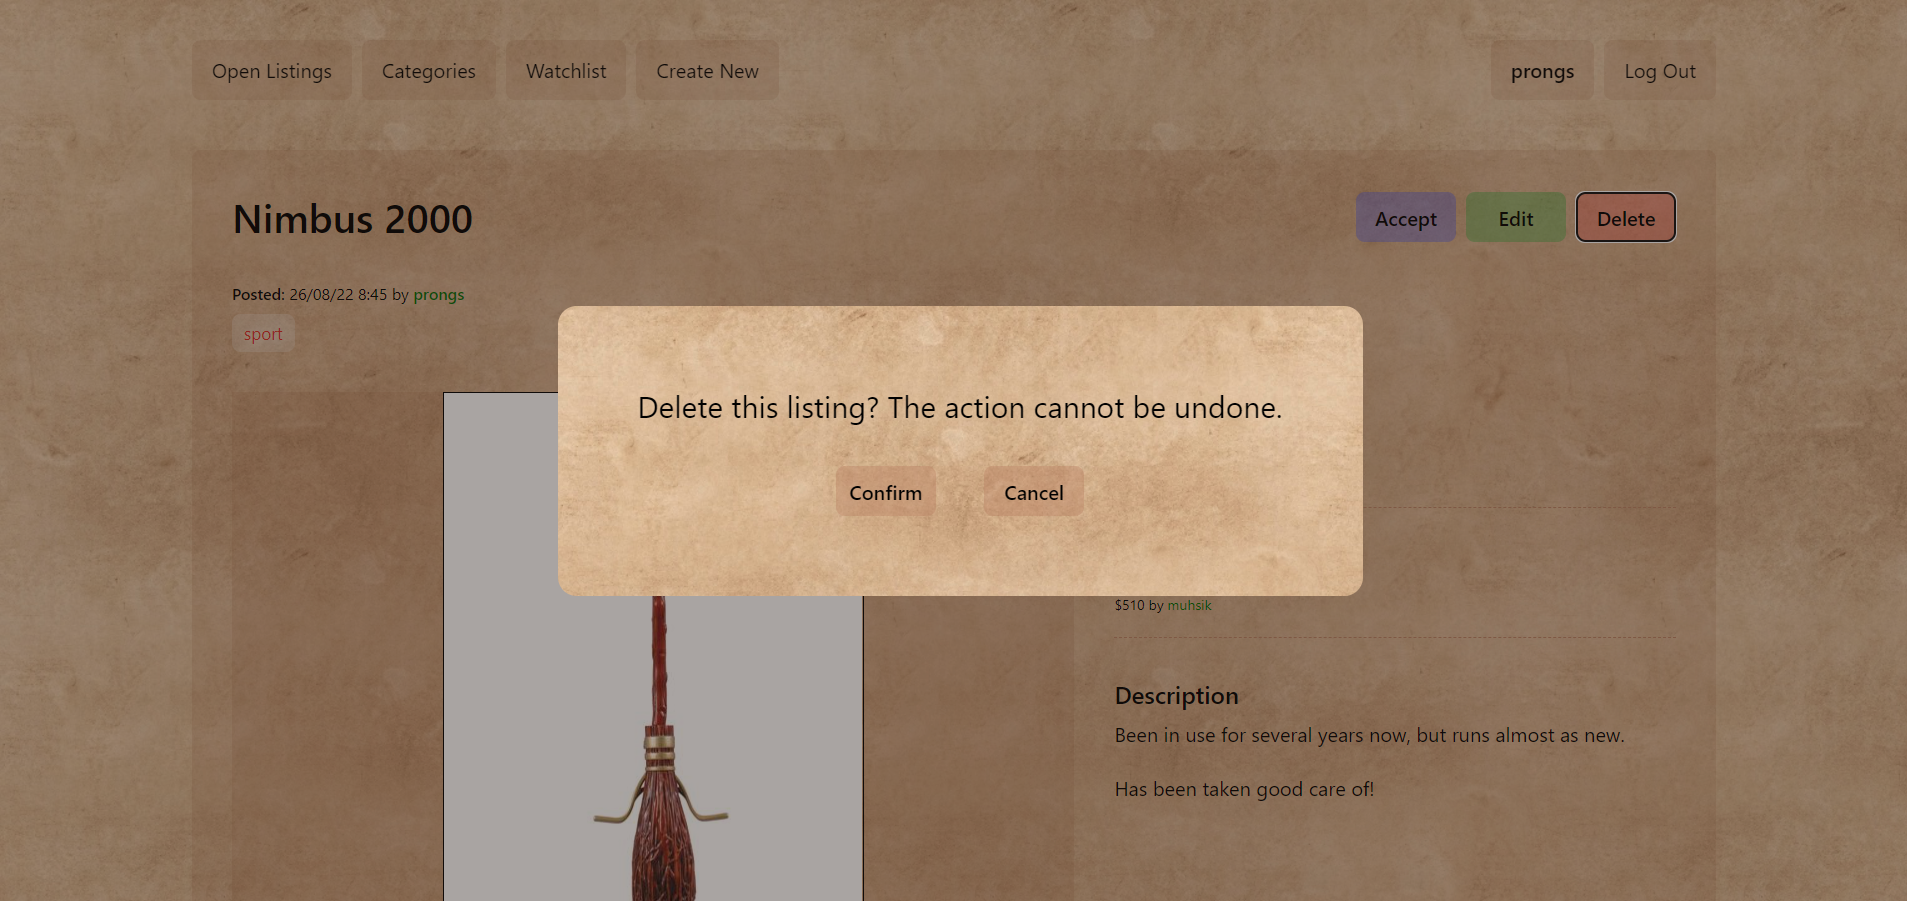 Open Listings Categories Watchlist Create New prongs Log Out
Nimbus 2000 Accept Edit Delete
Posted: 26/08/22 8:45 by prongs
sport
Delete this listing? The action cannot be undone.
Confirm Cancel
$510 by muhsik
Description
Been in use for several years now, but runs almost as new.
Has been taken good care of!